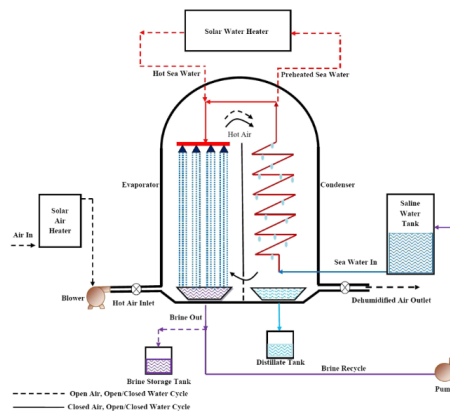 Solar Water Heater
Hot Sea Water
Preheated Sea Water
Hot Air
Evaporator
Condenser
Solar
Air
Heater
Air In
Saline
Water
Tank
Sea Water In
Blower
Hot Air Inlet
Dehumidified Air Outlet
Brine Out
Distillate Tank
Brine Storage Tank
Brine Recycle
Pum
Open Air, Open/Closed Water Cycle
Closed Air, Open/Closed Water Cycle